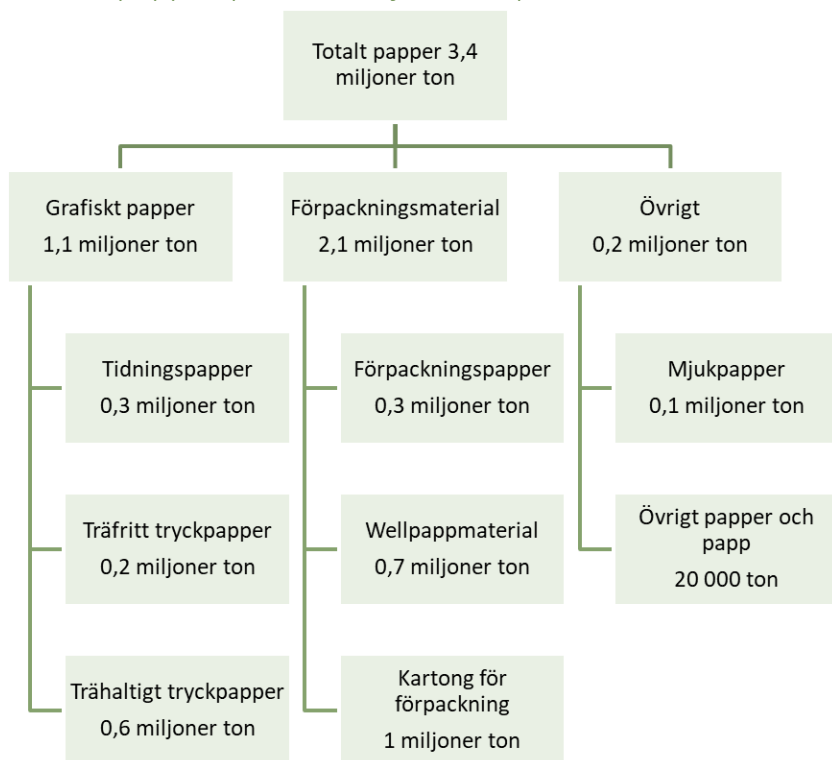 Totalt papper 3,4
miljoner ton
Grafiskt papper
1,1 miljoner ton
Förpackningsmaterial
2,1 miljoner ton
Övrigt
0,2 miljoner ton
Tidningspapper
0,3 miljoner ton
Förpackningspapper
0,3 miljoner ton
Mjukpapper
0,1 miljoner ton
Träfritt tryckpapper
0,2 miljoner ton
Wellpappmaterial
0,7 miljoner ton
Övrigt papper och
papp
20 000 ton
Trähaltigt tryckpapper
0,6 miljoner ton
Kartong för
förpackning
1 miljoner ton